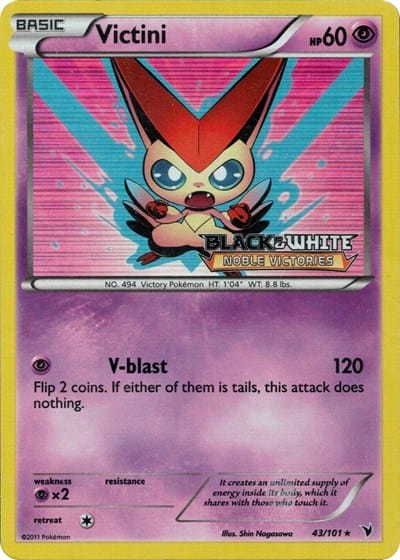 BASIC
Victini
HP60
BLACK & WHITE
NOBLE VICTORIES
NO. 494 Victory Pokémon HT: 1'04" WT: 8.8 lbs.
V-blast 120
Flip 2 coins. If either of them is tails, this attack does
nothing.
weakness resistance
×2
retreat
It creates an unlimited supply of
energy inside its body, which it
shares with those who touch it.
©2011 Pokémon Illus. Shin Nagasawa 43/101 ★